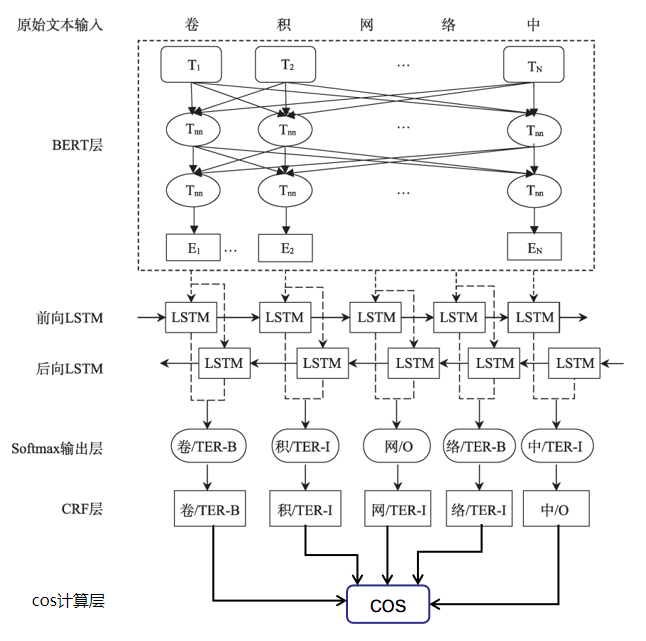 原始文本输入 卷 积 网 络 中
T1 T2 … TN
Tnn Tnn … Tnn
BERT层
Tnn Tnn … Tnn
E1 … E2 EN
前向LSTM LSTM LSTM LSTM LSTM LSTM
后向LSTM LSTM LSTM LSTM LSTM LSTM
Softmax输出层 卷/TER-B 积/TER-I 网/O 络/TER-B 中/TER-I
CRF层 卷/TER-B 积/TER-I 网/TER-I 络/TER-I 中/O
cos计算层 COS